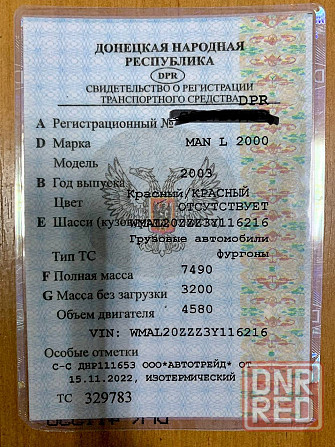 ДОНЕЦКАЯ НАРОДНАЯ
РЕСПУБЛИКА
DPR
СВИДЕТЕЛЬСТВО О РЕГИСТРАЦИИ
ТРАНСПОРТНОГО СРЕДСТВА DPR
A Регистрационный №
D Марка MAN L 2000
Модель
B Год выпуска 2003
Цвет Красный/КРАСНЫЙ
ОТСУТСТВУЕТ
E Шасси (кузов) WMAL20ZZZ3Y116216
Грузовые автомобили
Тип ТС фургоны
F Полная масса 7490
G Масса без загрузки 3200
Объем двигателя 4580
VIN: WMAL20ZZZ3Y116216
Особые отметки
С-С ДНР111653 ООО*АВТОТРЕЙД* ОТ
15.11.2022, ИЗОТЕРМИЧЕСКИЙ
ТС 329783
DNR
RED